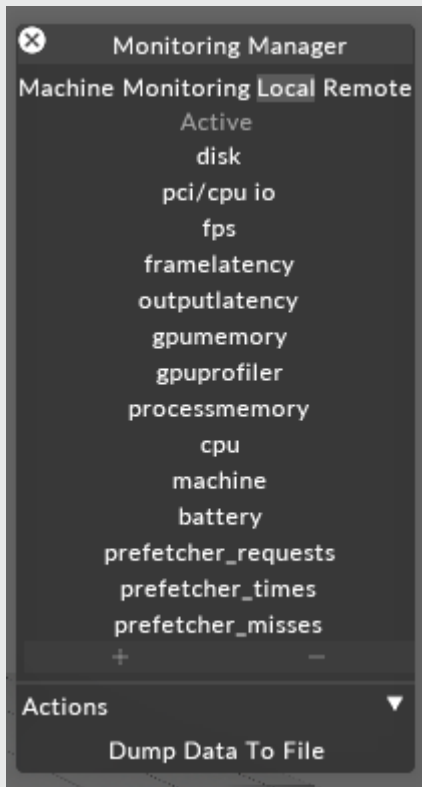 Monitoring Manager
Machine Monitoring Local Remote
Active
disk
pci/cpu io
fps
framelatency
outputlatency
gpumemory
gpuprofiler
processmemory
cpu
machine
battery
prefetcher_requests
prefetcher_times
prefetcher_misses
+ −
Actions
Dump Data To File